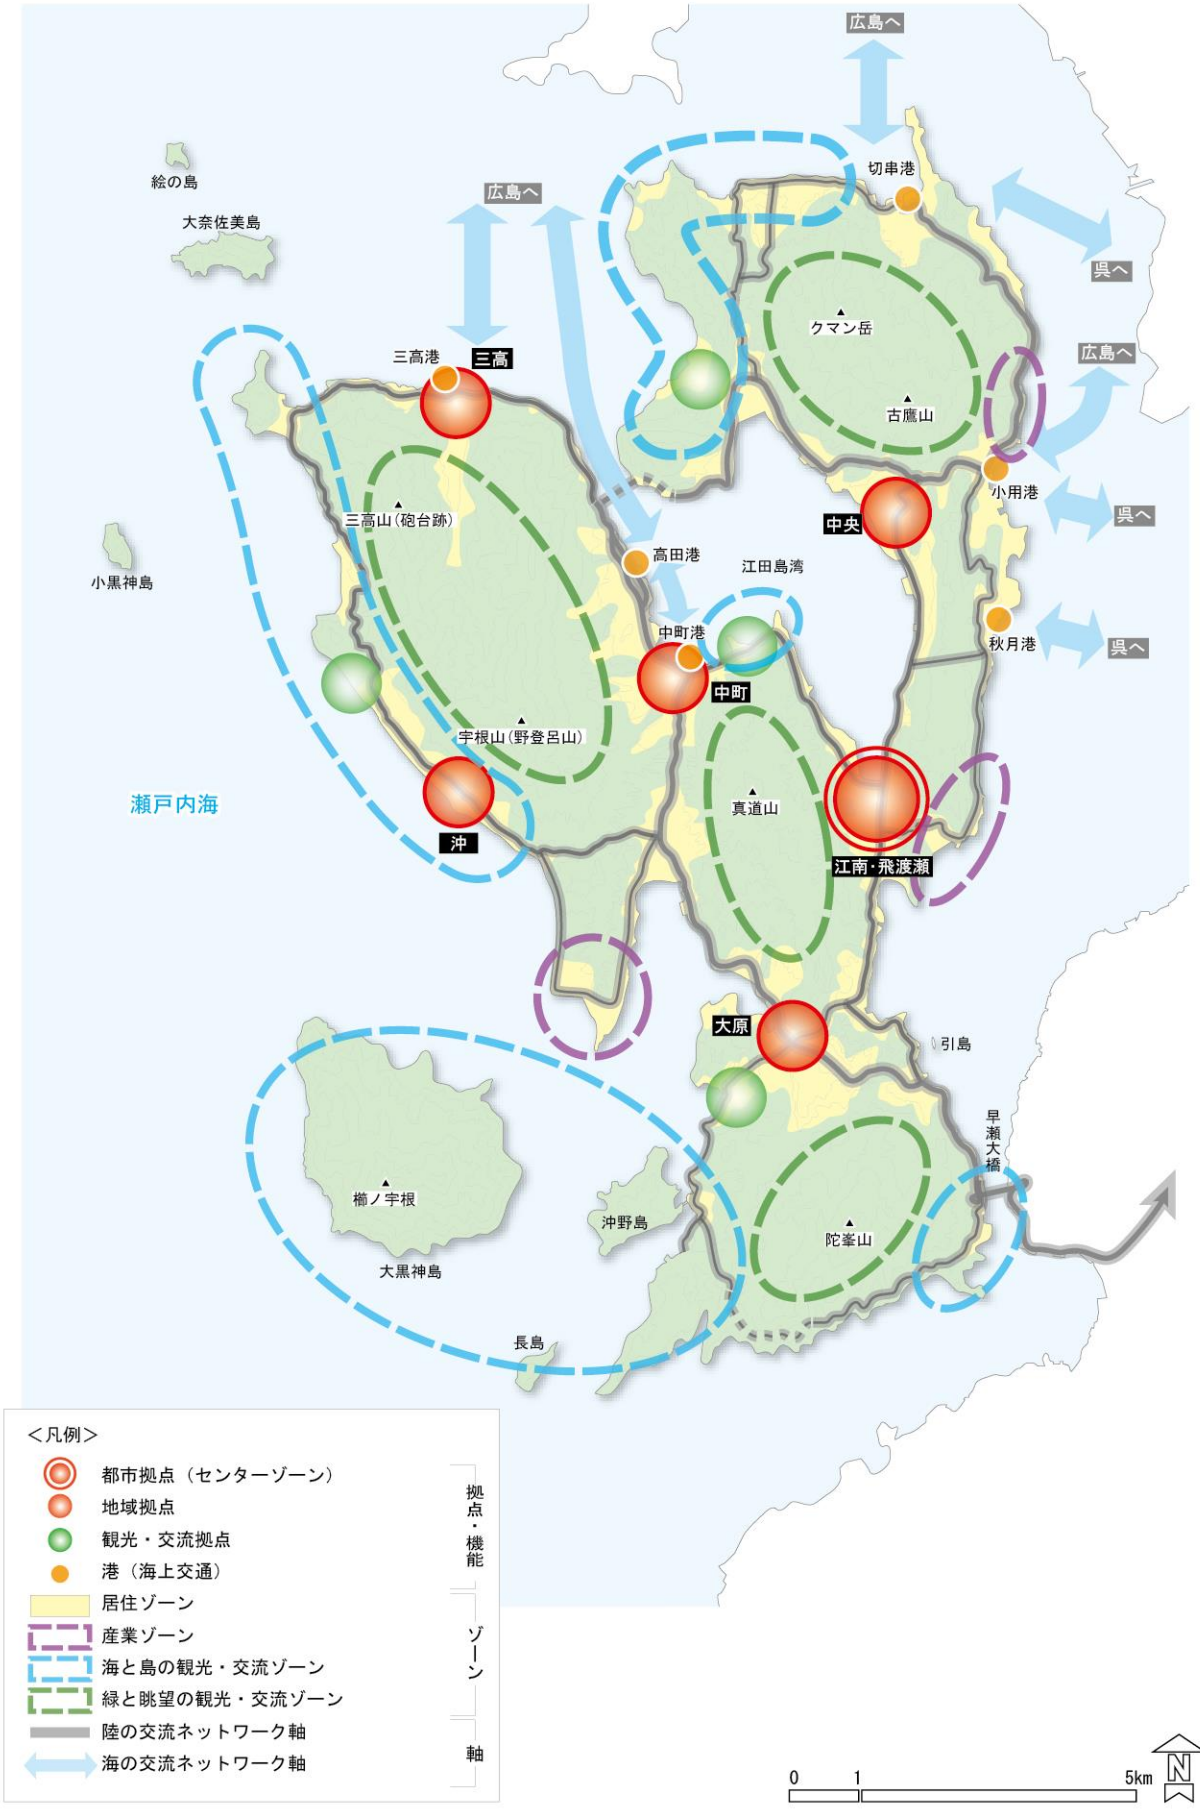 広島へ
切串港
絵の島
広島へ
大奈佐美島
呉へ
クマン岳
三高港
三高
広島へ
古鷹山
三高山(砲台跡)
小用港
中央
呉へ
高田港
江田島湾
小黒神島
中町港
秋月港
呉へ
中町
宇根山(野登呂山)
瀬戸内海
真道山
沖
江南・飛渡瀬
大原
引島
早瀬大橋
櫛ノ宇根
沖野島
陀峯山
大黒神島
長島
＜凡例＞
都市拠点（センターゾーン）
地域拠点
観光・交流拠点
港（海上交通）
拠点・機能
居住ゾーン
産業ゾーン
海と島の観光・交流ゾーン
緑と眺望の観光・交流ゾーン
ゾーン
陸の交流ネットワーク軸
海の交流ネットワーク軸
軸
0 1 5km
N